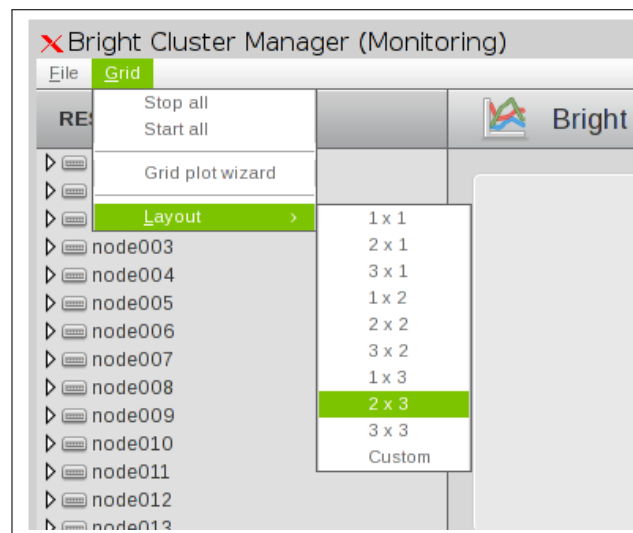 Bright Cluster Manager (Monitoring)
File Grid
RE
Bright
Stop all
Start all
Grid plot wizard
Layout >
1 x 1
2 x 1
3 x 1
1 x 2
2 x 2
3 x 2
1 x 3
2 x 3
3 x 3
Custom
node003
node004
node005
node006
node007
node008
node009
node010
node011
node012
node013